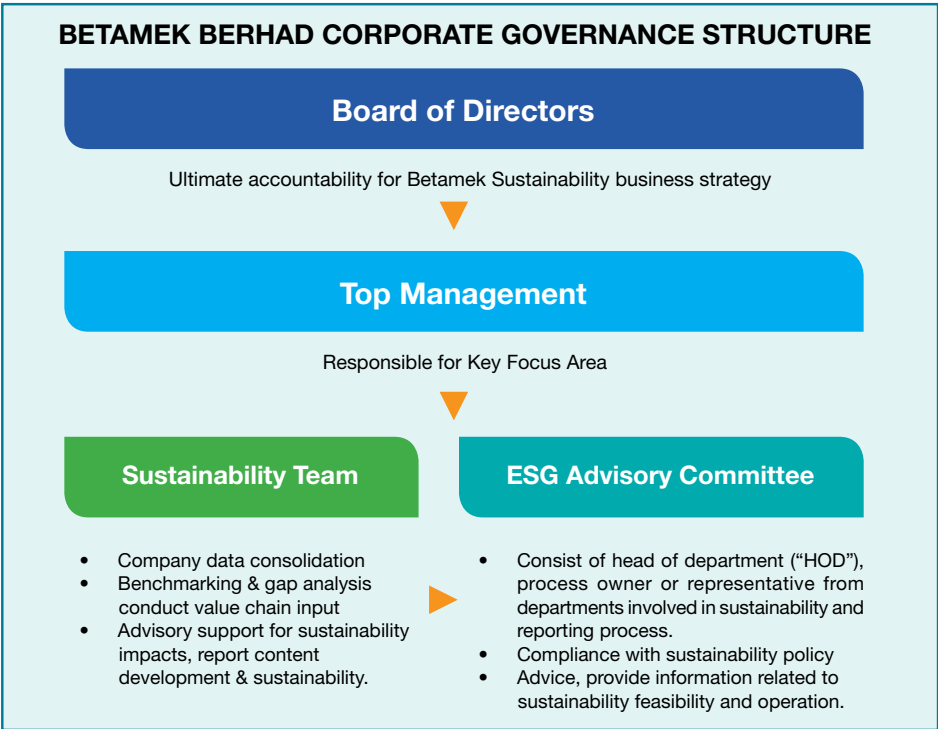 BETAMEK BERHAD CORPORATE GOVERNANCE STRUCTURE
Board of Directors
Ultimate accountability for Betamek Sustainability business strategy
Top Management
Responsible for Key Focus Area
Sustainability Team
• Company data consolidation
• Benchmarking & gap analysis
conduct value chain input
• Advisory support for sustainability
impacts, report content
development & sustainability.
ESG Advisory Committee
• Consist of head of department (“HOD”),
process owner or representative from
departments involved in sustainability and
reporting process.
• Compliance with sustainability policy
• Advice, provide information related to
sustainability feasibility and operation.